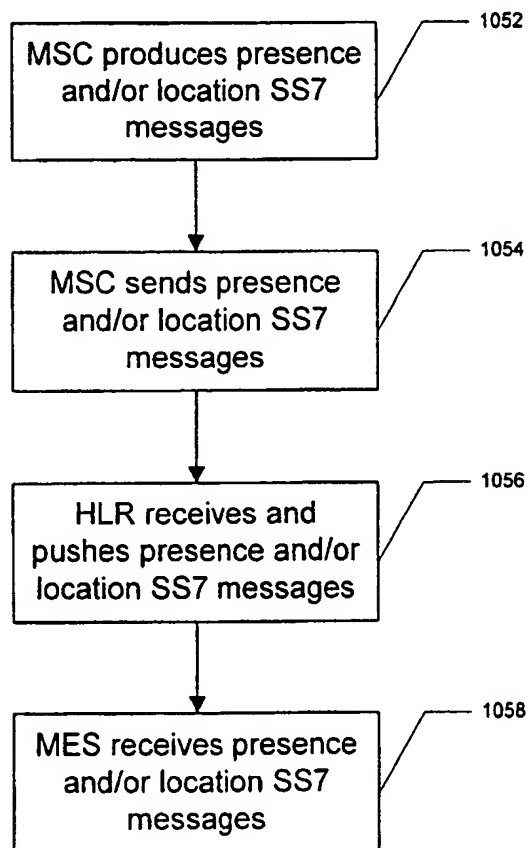 MSC produces presence
and/or location SS7
messages
1052
MSC sends presence
and/or location SS7
messages
1054
HLR receives and
pushes presence and/or
location SS7 messages
1056
MES receives presence
and/or location SS7
messages
1058